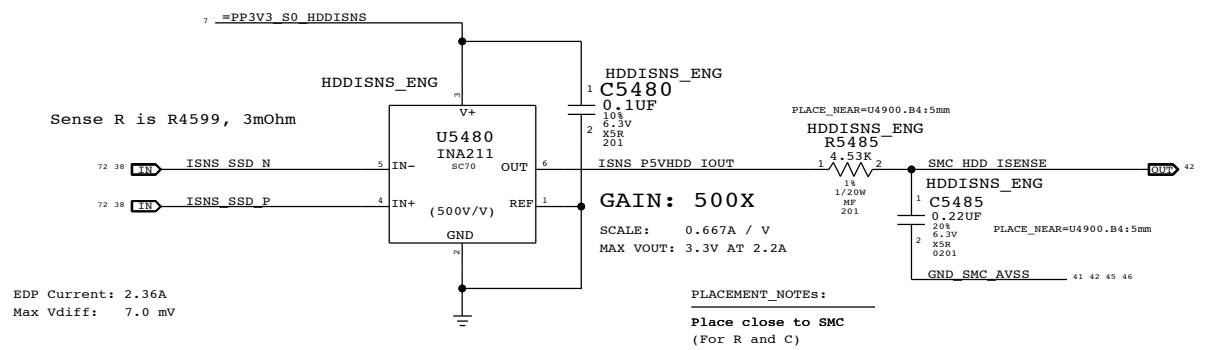 7 =PP3V3_S0_HDDISNS
HDDISNS_ENG
3
V+
HDDISNS_ENG
1 C5480
0.1UF
10%
6.3V
2 X5R
201
Sense R is R4599, 3mOhm
U5480
INA211
SC70
PLACE_NEAR=U4900.B4:5mm
HDDISNS_ENG
R5485
72 38 IN ISNS_SSD_N 5 IN- OUT 6 ISNS_P5VHDD_IOUT 1 4.53K 2 SMC_HDD_ISENSE OUT 42
1%
1/20W
MF
201
72 38 IN ISNS_SSD_P 4 IN+ (500V/V) REF 1
GND
2
GAIN: 500X
SCALE: 0.667A / V
MAX VOUT: 3.3V AT 2.2A
HDDISNS_ENG
1 C5485
0.22UF
20%
6.3V
2 X5R
0201
PLACE_NEAR=U4900.B4:5mm
GND_SMC_AVSS 41 42 45 46
EDP Current: 2.36A
Max Vdiff: 7.0 mV
PLACEMENT_NOTEs:
Place close to SMC
(For R and C)